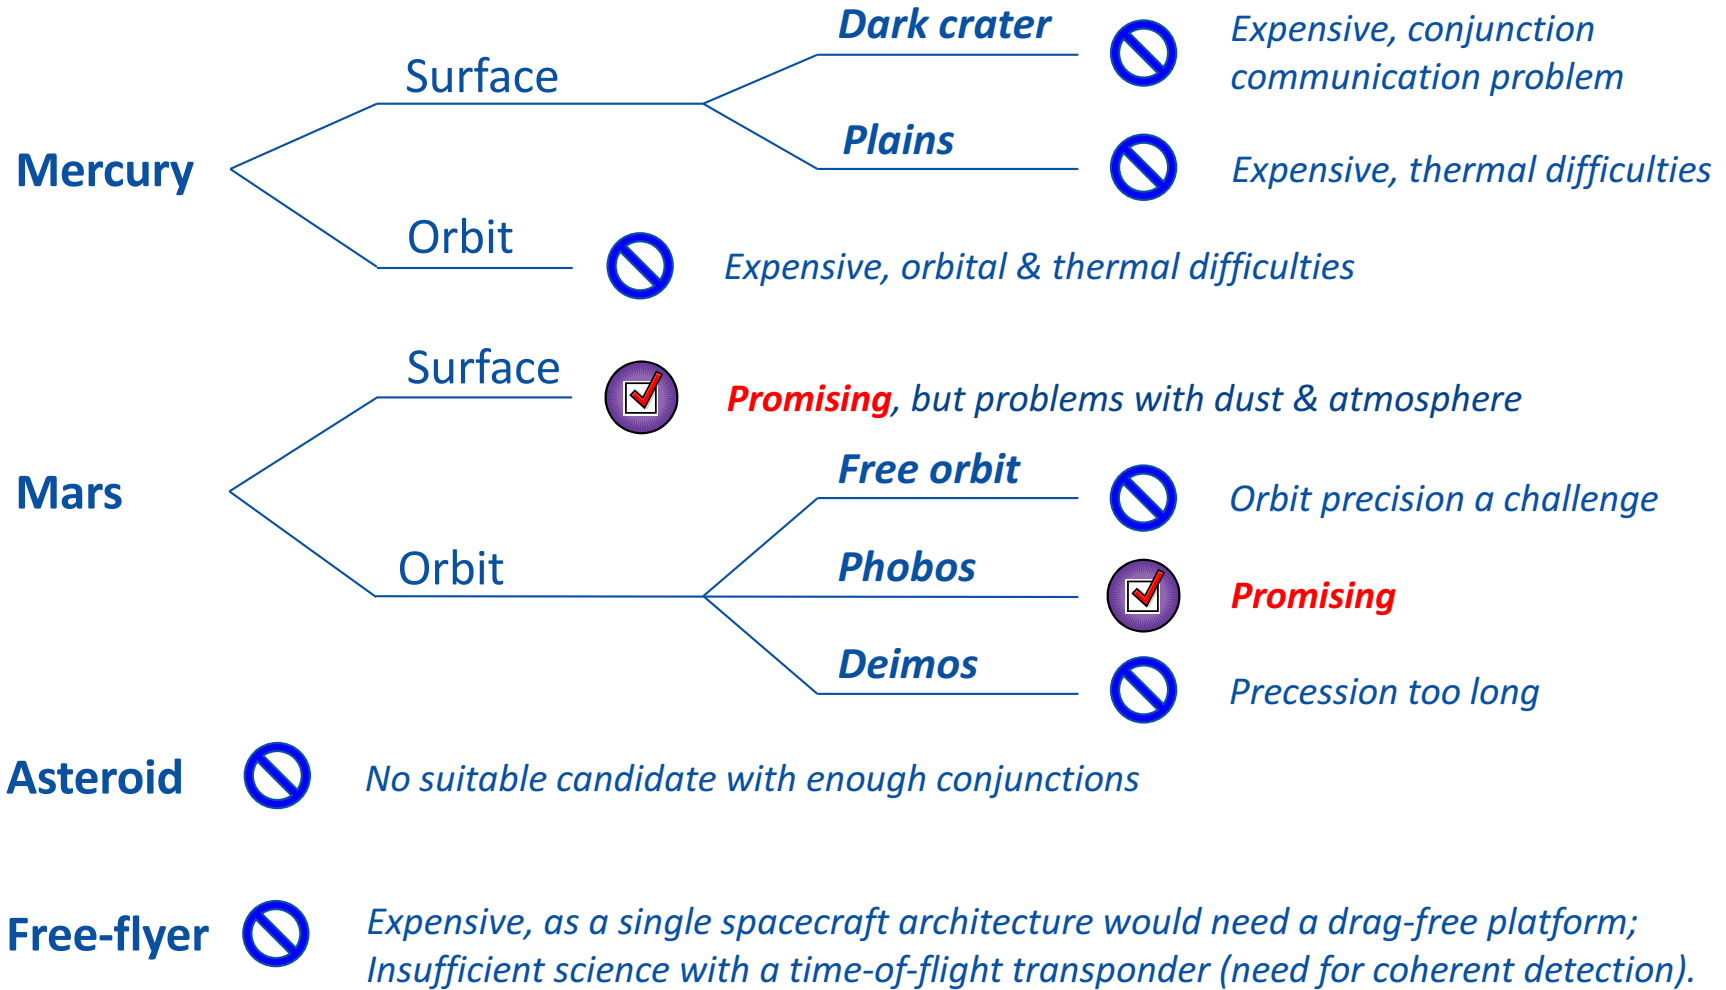 Dark crater
Expensive, conjunction
communication problem
Surface
Plains
Expensive, thermal difficulties
Mercury
Orbit
Expensive, orbital & thermal difficulties
Surface
Promising, but problems with dust & atmosphere
Free orbit
Orbit precision a challenge
Mars
Orbit
Phobos
Promising
Deimos
Precession too long
Asteroid
No suitable candidate with enough conjunctions
Free-flyer
Expensive, as a single spacecraft architecture would need a drag-free platform;
Insufficient science with a time-of-flight transponder (need for coherent detection).